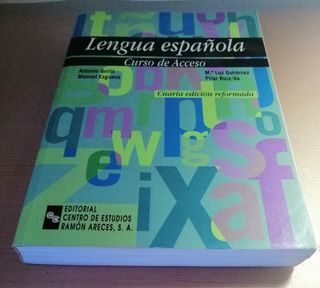 Lengua española
Curso de Acceso
Antonio Quilis
Manuel Esgueva
Mª Luz Gutiérrez
Pilar Ruiz-Va
Cuarta edición reformada
EDITORIAL
CENTRO DE ESTUDIOS
RAMÓN ARECES, S. A.